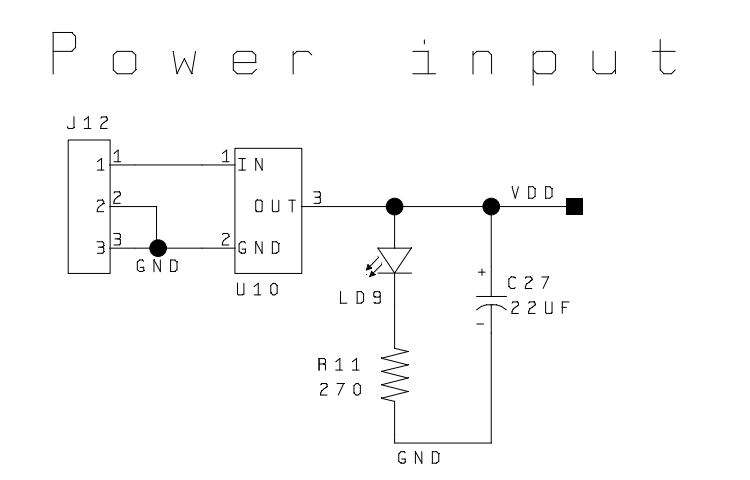 Power input
J12
1 1 1 IN
2 2 OUT 3 VDD
3 3 2 GND
GND
U10
LD9
+ C27
22UF
-
R11
270
GND